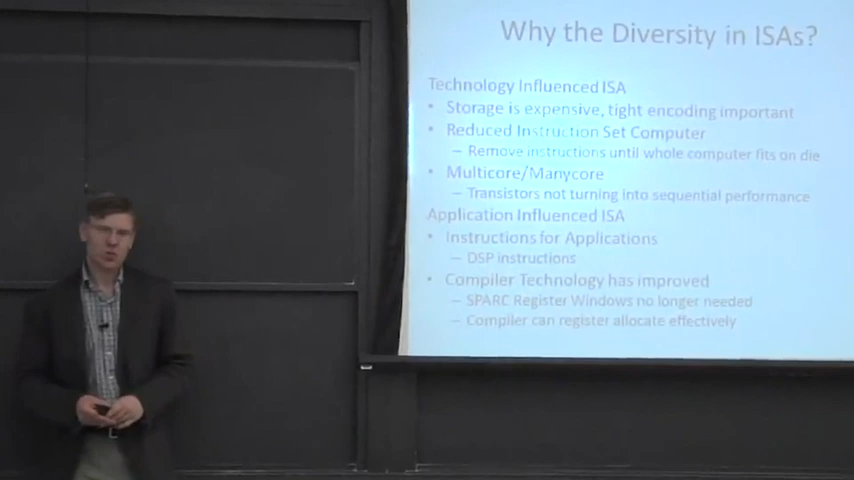 Why the Diversity in ISAs?
Technology Influenced ISA
• Storage is expensive, tight encoding important
• Reduced Instruction Set Computer
– Remove instructions until whole computer fits on die
• Multicore/Manycore
– Transistors not turning into sequential performance
Application Influenced ISA
• Instructions for Applications
– DSP instructions
• Compiler Technology has improved
– SPARC Register Windows no longer needed
– Compiler can register allocate effectively